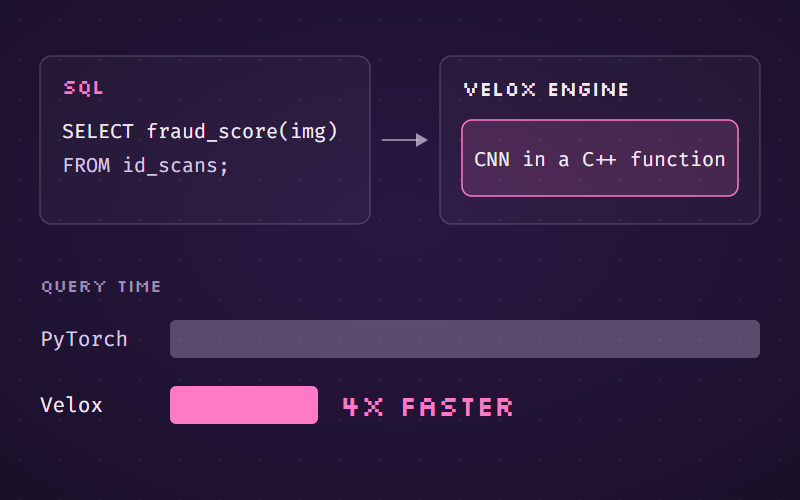 SQL
SELECT fraud_score(img)
FROM id_scans;
VELOX ENGINE
CNN in a C++ function
QUERY TIME
PyTorch
Velox
4X FASTER